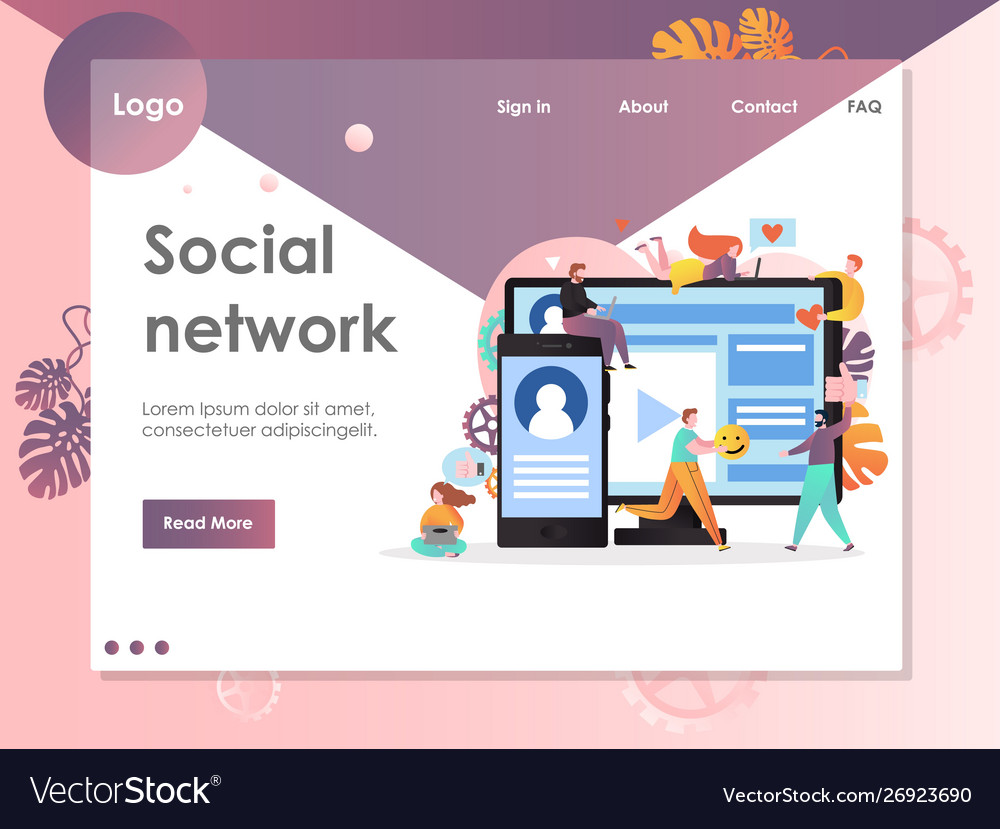 Logo
Sign in About Contact FAQ
Social
network
Lorem Ipsum dolor sit amet,
consectetuer adipiscingelit.
Read More
VectorStock®
VectorStock.com/26923690